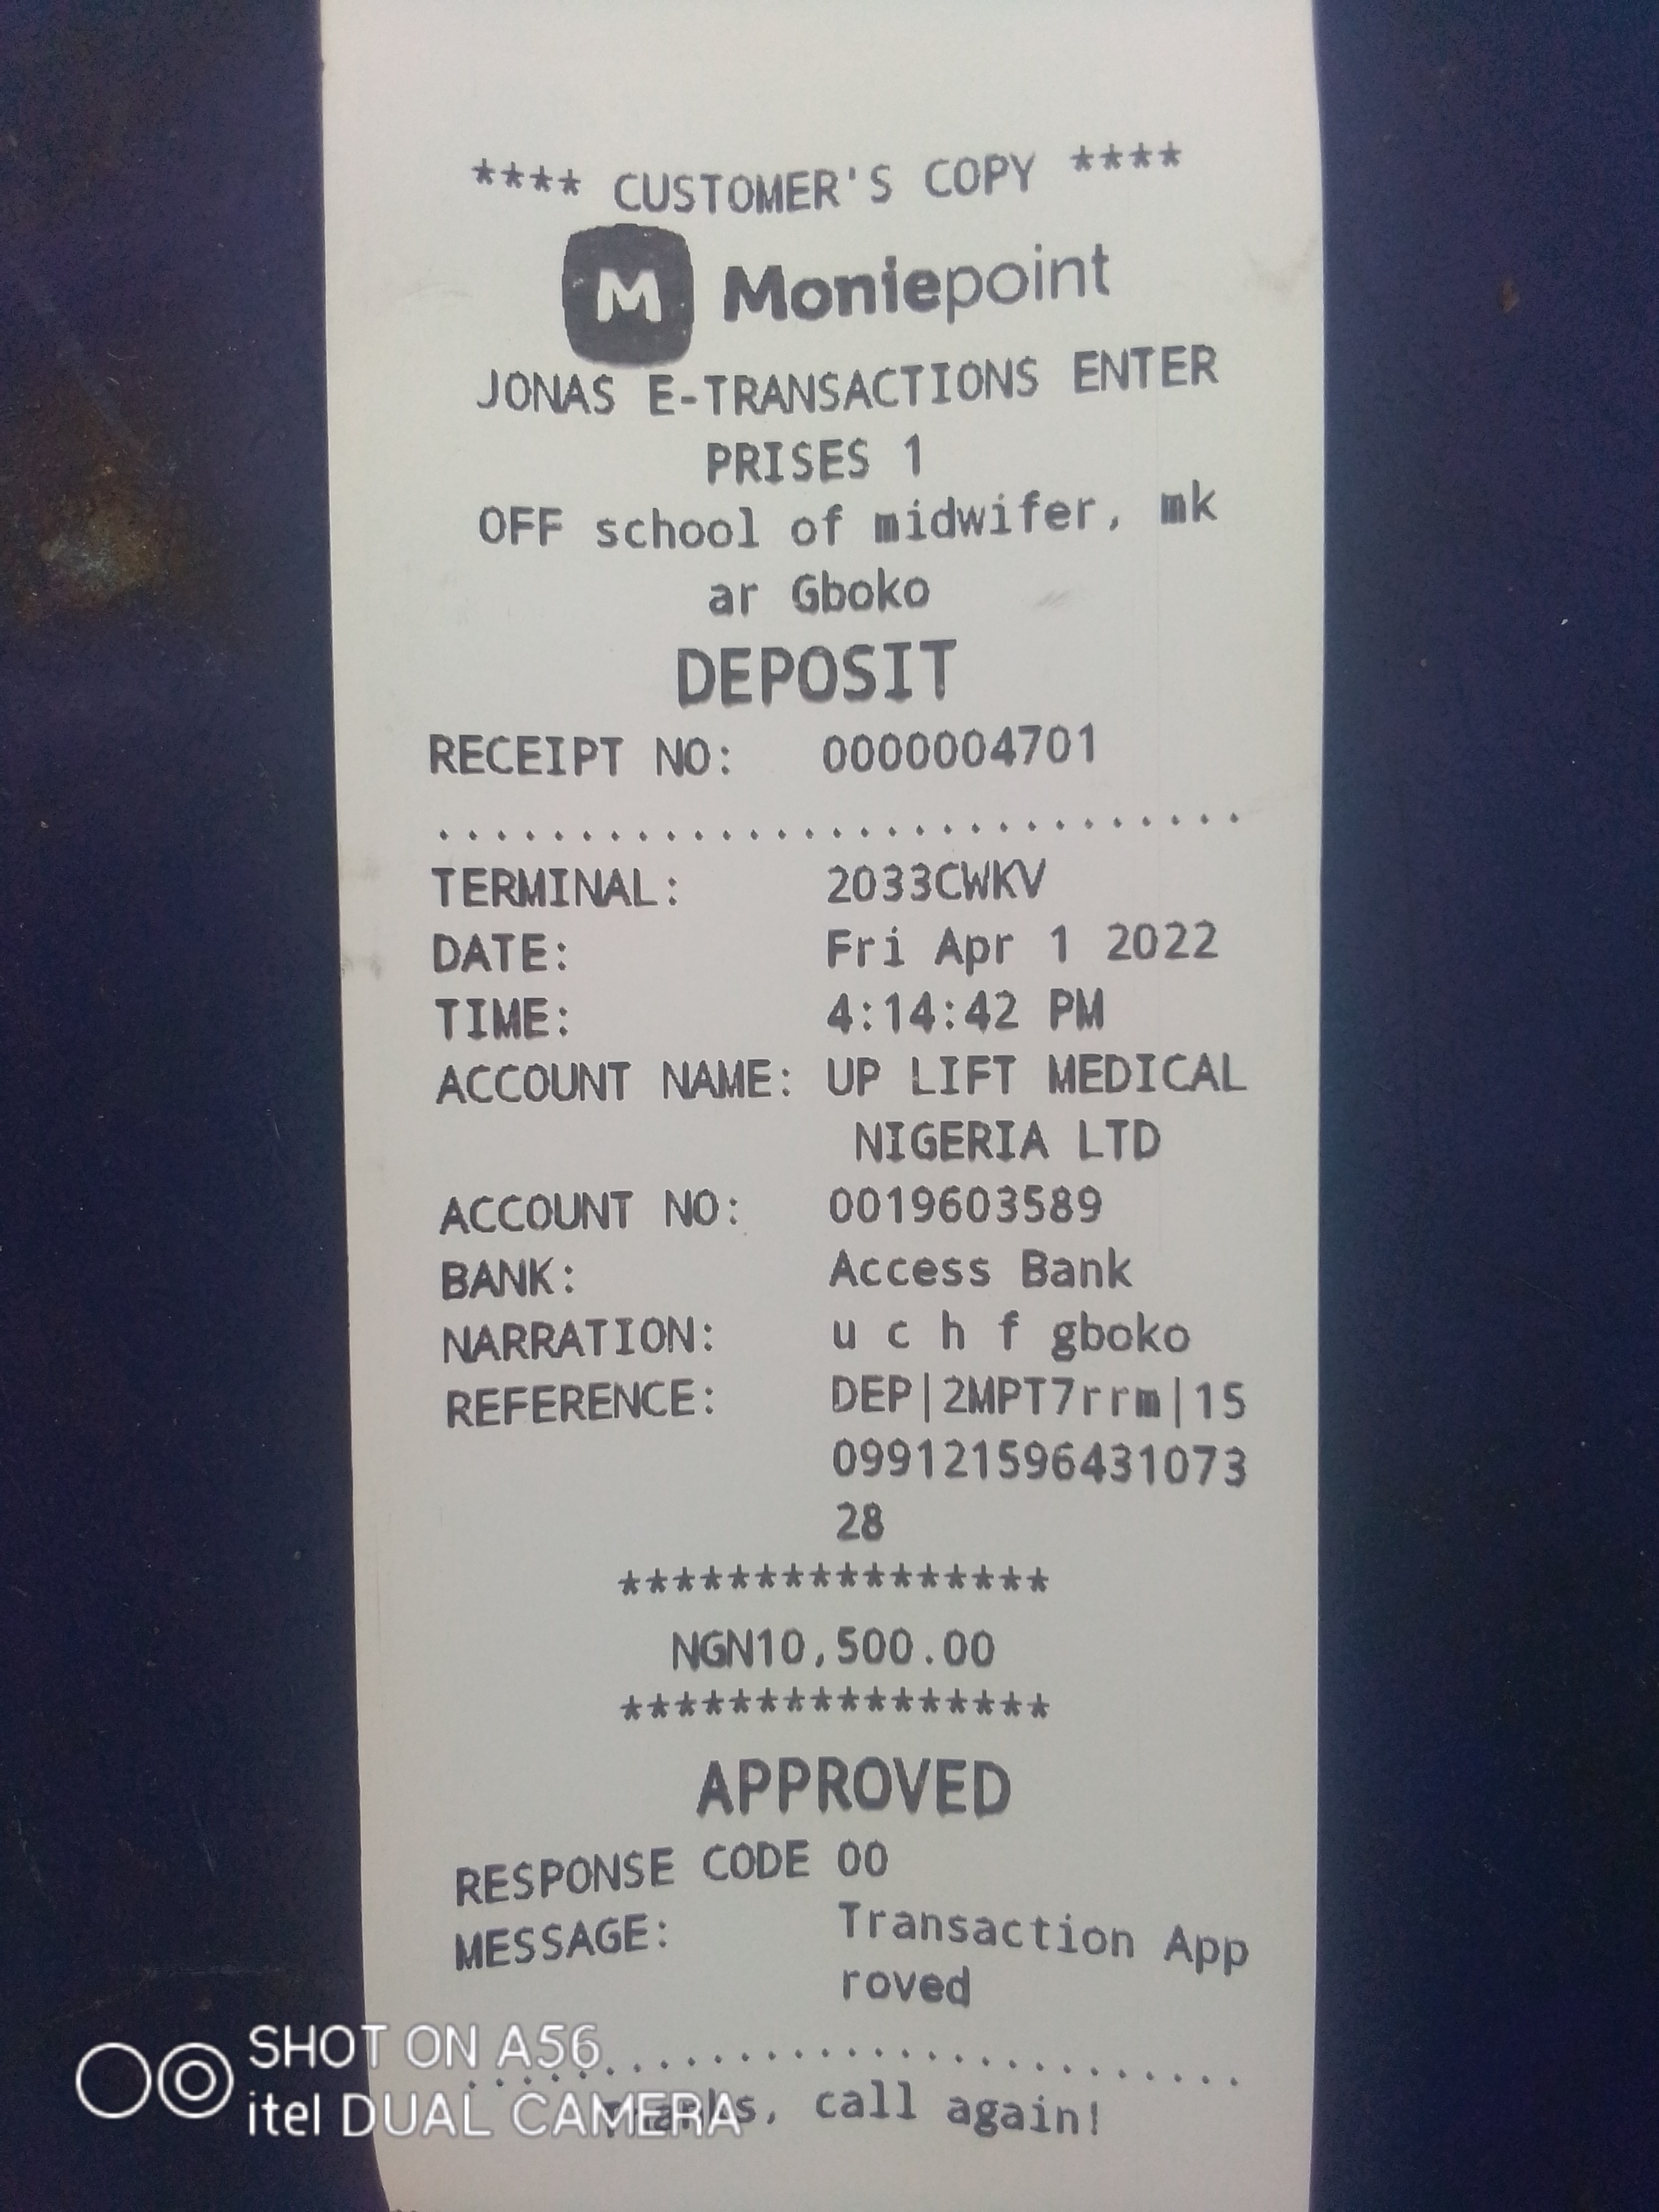 **** CUSTOMER'S COPY ****
M Moniepoint
JONAS E-TRANSACTIONS ENTER
PRISES 1
OFF school of midwifer, mk
ar Gboko
DEPOSIT
RECEIPT NO: 0000004701
.............................
TERMINAL: 2033CWKV
DATE: Fri Apr 1 2022
TIME: 4:14:42 PM
ACCOUNT NAME: UP LIFT MEDICAL
NIGERIA LTD
ACCOUNT NO: 0019603589
BANK: Access Bank
NARRATION: u c h f gboko
REFERENCE: DEP|2MPT7rrm|15
099121596431073
28
****************
NGN10,500.00
****************
APPROVED
RESPONSE CODE 00
MESSAGE: Transaction App
roved
.............................
Thanks, call again!
SHOT ON A56
itel DUAL CAMERA